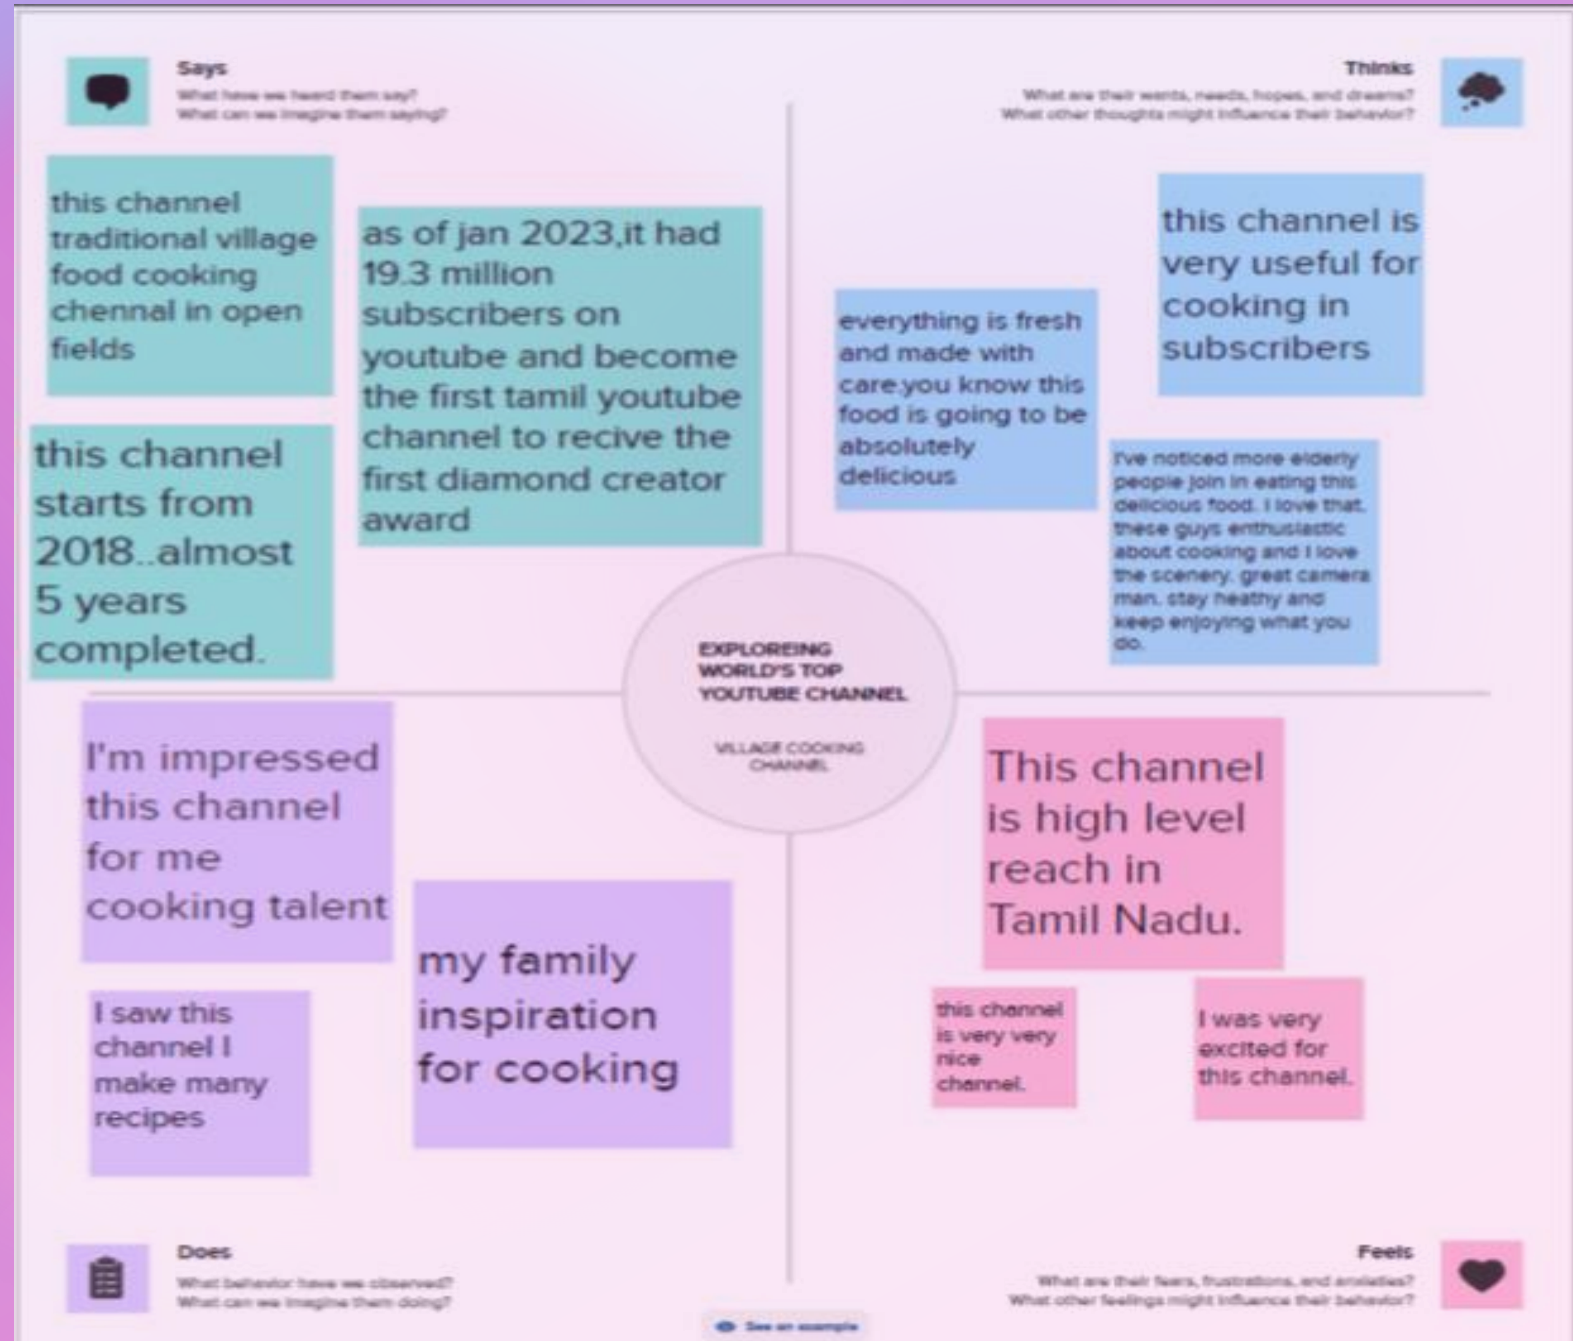 Says
What have we heard them say?
What can we imagine them saying?
this channel
traditional village
food cooking
chennal in open
fields
as of jan 2023,it had
19.3 million
subscribers on
youtube and become
the first tamil youtube
channel to recive the
first diamond creator
award
this channel
starts from
2018..almost
5 years
completed.
Thinks
What are their wants, needs, hopes, and dreams?
What other thoughts might influence their behavior?
this channel is
very useful for
cooking in
subscribers
everything is fresh
and made with
care.you know this
food is going to be
absolutely
delicious
I've noticed more elderly
people join in eating this
delicious food. I love that.
these guys enthusiastic
about cooking and I love
the scenery. great camera
man. stay heathy and
keep enjoying what you
do.
EXPLOREING
WORLD'S TOP
YOUTUBE CHANNEL
VILLAGE COOKING
CHANNEL
I'm impressed
this channel
for me
cooking talent
my family
inspiration
for cooking
I saw this
channel I
make many
recipes
Does
What behavior have we observed?
What can we imagine them doing?
This channel
is high level
reach in
Tamil Nadu.
this channel
is very very
nice
channel.
I was very
excited for
this channel.
Feels
What are their fears, frustrations, and anxieties?
What other feelings might influence their behavior?
See an example